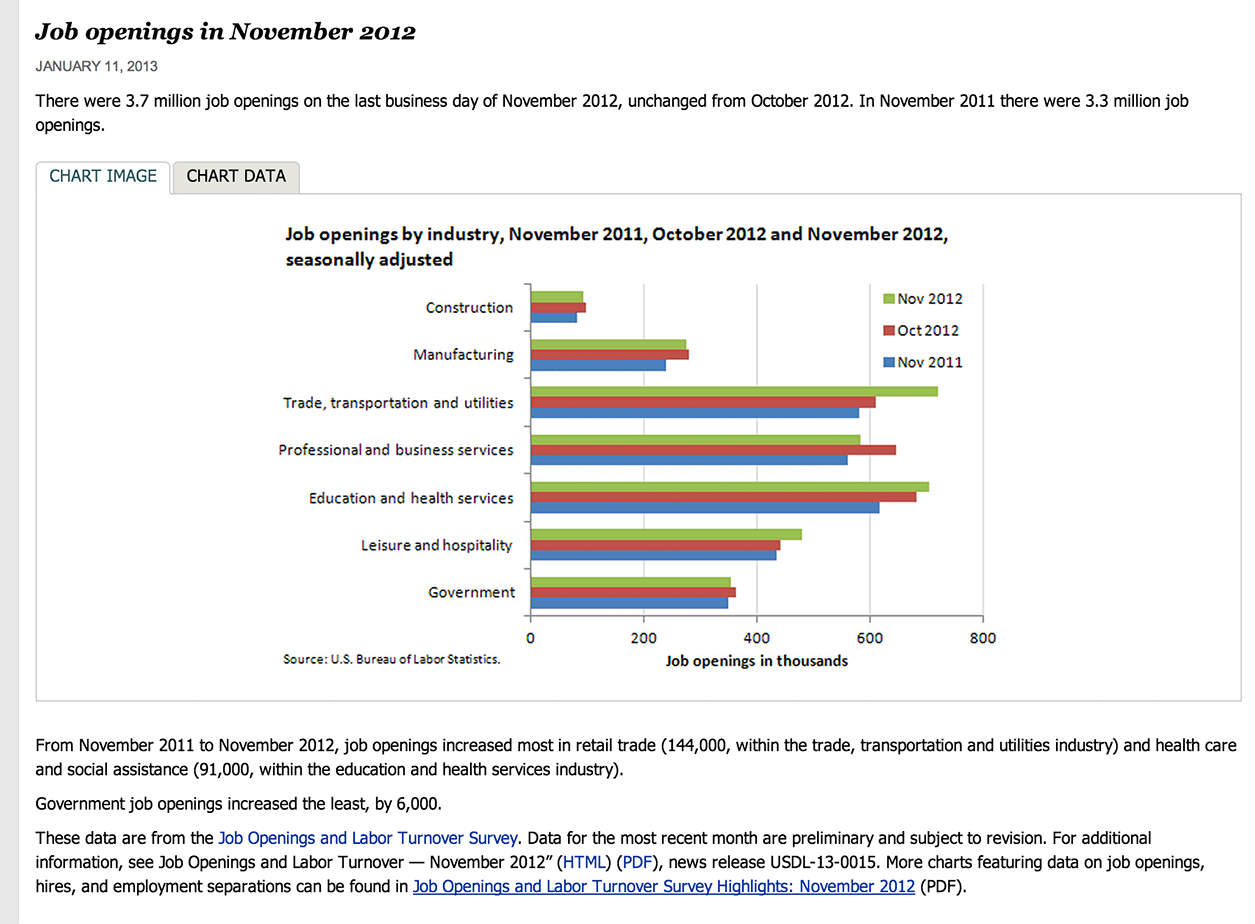 Job openings in November 2012
JANUARY 11, 2013
There were 3.7 million job openings on the last business day of November 2012, unchanged from October 2012. In November 2011 there were 3.3 million job
openings.
CHART IMAGE CHART DATA
Job openings by industry, November 2011, October 2012 and November 2012,
seasonally adjusted
Construction
Manufacturing
Trade, transportation and utilities
Professional and business services
Education and health services
Leisure and hospitality
Government
Nov 2012
Oct 2012
Nov 2011
0 200 400 600 800
Job openings in thousands
Source: U.S. Bureau of Labor Statistics.
From November 2011 to November 2012, job openings increased most in retail trade (144,000, within the trade, transportation and utilities industry) and health care
and social assistance (91,000, within the education and health services industry).
Government job openings increased the least, by 6,000.
These data are from the Job Openings and Labor Turnover Survey. Data for the most recent month are preliminary and subject to revision. For additional
information, see Job Openings and Labor Turnover — November 2012” (HTML) (PDF), news release USDL-13-0015. More charts featuring data on job openings,
hires, and employment separations can be found in Job Openings and Labor Turnover Survey Highlights: November 2012 (PDF).